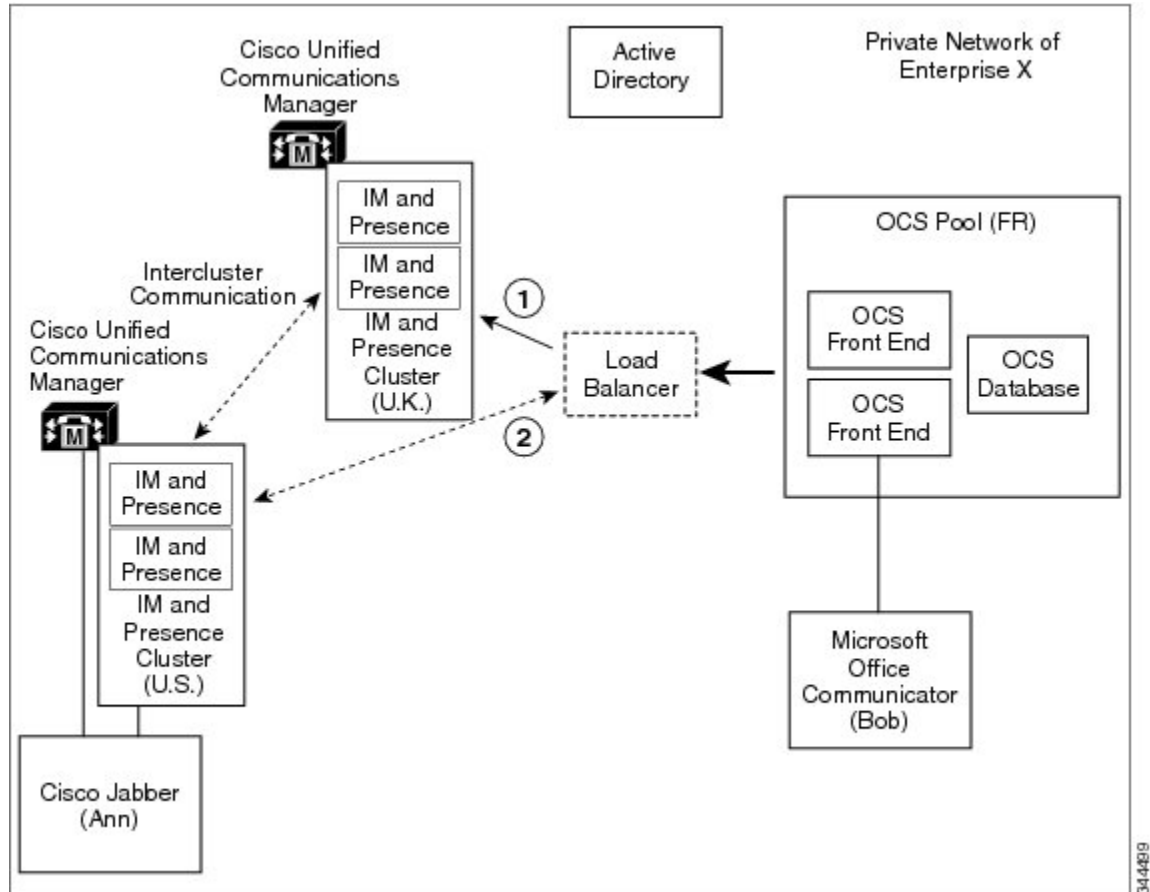 Cisco Unified
Communications
Manager
M
Active
Directory
Private Network of
Enterprise X
IM and
Presence
IM and
Presence
IM and
Presence
Cluster
(U.K.)
Intercluster
Communication
1
2
Load
Balancer
OCS Pool (FR)
OCS
Front End
OCS
Front End
OCS
Database
Cisco Unified
Communications
Manager
M
IM and
Presence
IM and
Presence
IM and
Presence
Cluster
(U.S.)
Microsoft
Office
Communicator
(Bob)
Cisco Jabber
(Ann)
344499